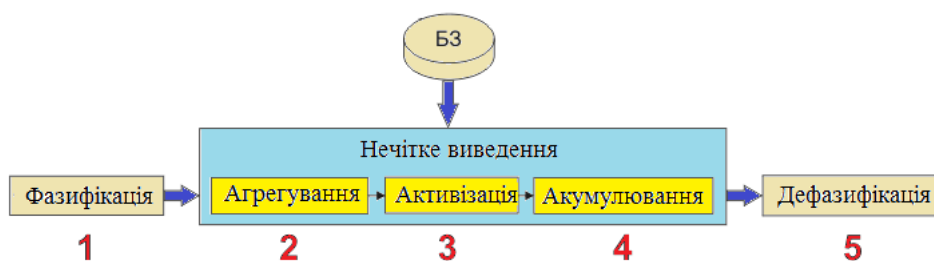 БЗ
Нечітке виведення
Фазифікація
Агрегування
Активізація
Акумулювання
Дефазифікація
1
2
3
4
5